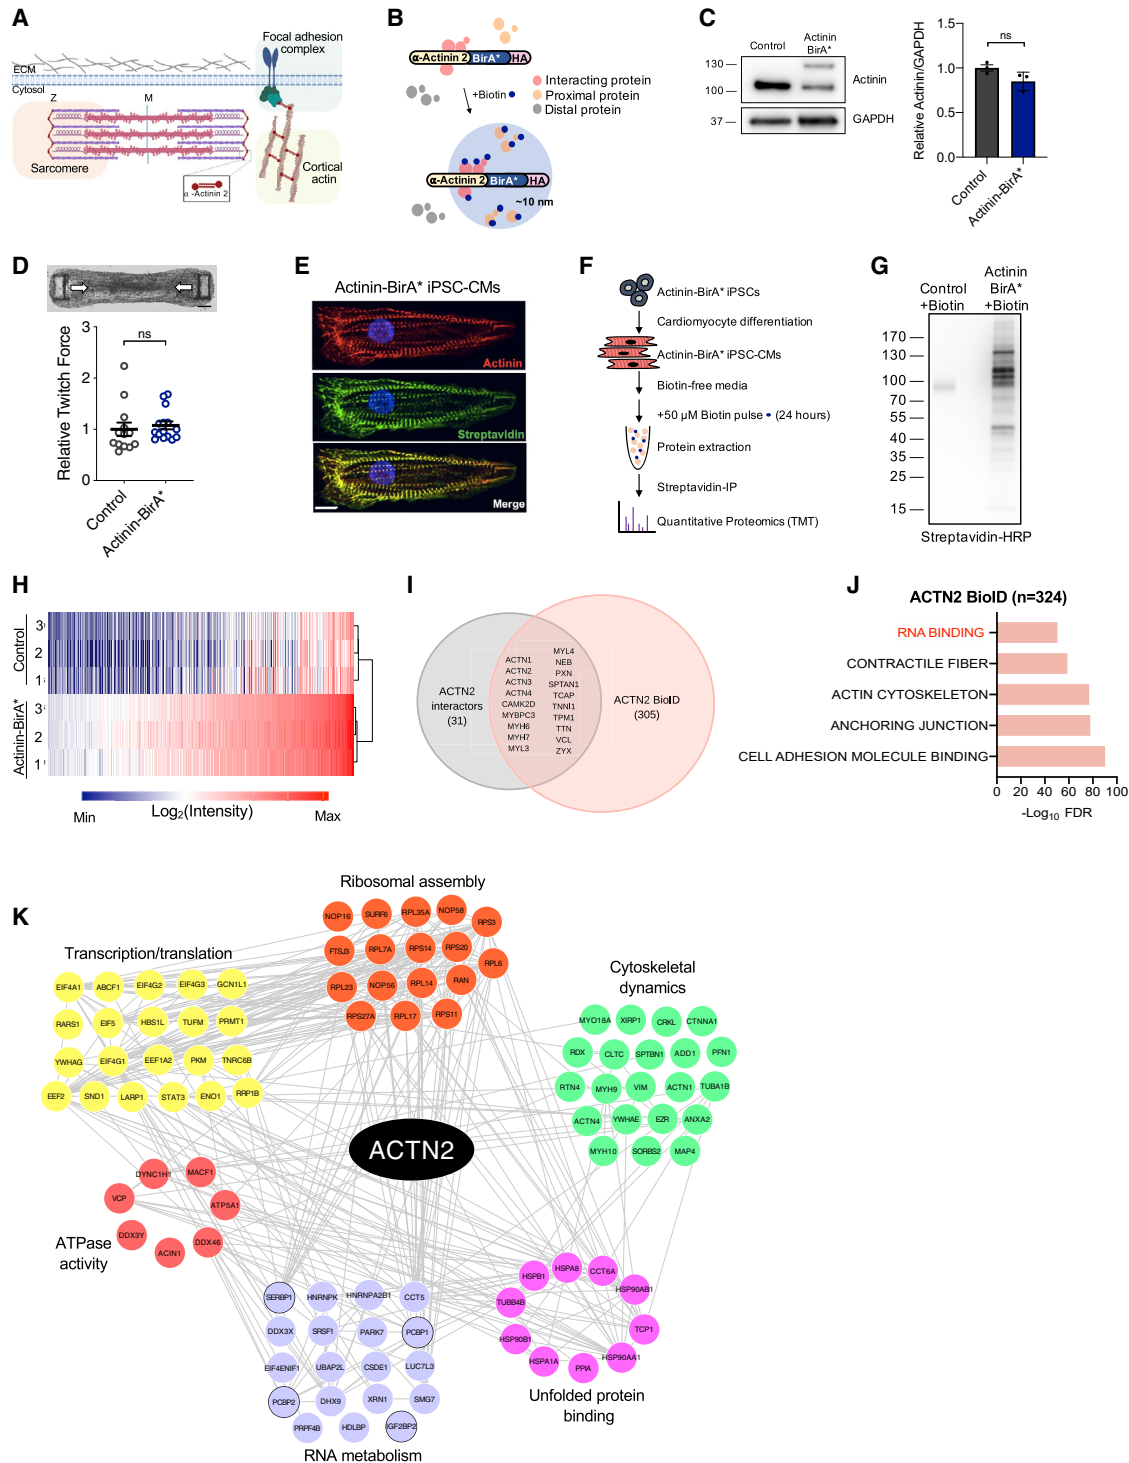 A
Focal adhesion
complex
ECM
Cytosol
Z
M
Sarcomere
Cortical
actin
α -Actinin 2
B
α-Actinin 2 BirA* HA
Interacting protein
Proximal protein
Distal protein
+Biotin
α-Actinin 2 BirA* HA
~10 nm
C
Control
Actinin
BirA*
130
100
37
Actinin
GAPDH
Relative Actinin/GAPDH
1.5
1.0
0.5
0.0
ns
Control
Actinin-BirA*
D
Relative Twitch Force
3
2
1
0
ns
Control
Actinin-BirA*
E
Actinin-BirA* iPSC-CMs
Actinin
Streptavidin
Merge
F
Actinin-BirA* iPSCs
Cardiomyocyte differentiation
Actinin-BirA* iPSC-CMs
Biotin-free media
+50 µM Biotin pulse • (24 hours)
Protein extraction
Streptavidin-IP
Quantitative Proteomics (TMT)
G
Control
+Biotin
Actinin
BirA*
+Biotin
170
130
100
70
55
40
35
25
15
Streptavidin-HRP
H
Control
3
2
1
Actinin-BirA*
3
2
1
Min
Log2(Intensity)
Max
I
ACTN2
interactors
(31)
ACTN1
ACTN2
ACTN3
ACTN4
CAMK2D
MYBPC3
MYH6
MYH7
MYL3
MYL4
NEB
PXN
SPTAN1
TCAP
TNNI1
TPM1
TTN
VCL
ZYX
ACTN2 BioID
(305)
J
ACTN2 BioID (n=324)
RNA BINDING
CONTRACTILE FIBER
ACTIN CYTOSKELETON
ANCHORING JUNCTION
CELL ADHESION MOLECULE BINDING
0 20 40 60 80 100
-Log10 FDR
K
Ribosomal assembly
NOP16 SURF6 RPL35A NOP58 RPS3
FTSJ3 RPL7A RPS14 RPS20 RPL6
RPL23 NOP56 RPL14 RAN
RPS27A RPL17 RPS11
Transcription/translation
EIF4A1 ABCF1 EIF4G2 EIF4G3 GCN1L1
RARS1 EIF5 HBS1L TUFM PRMT1
YWHAG EIF4G1 EEF1A2 PKM TNRC6B
EEF2 SND1 LARP1 STAT3 ENO1 RRP1B
Cytoskeletal
dynamics
MYO18A XIRP1 CRKL CTNNA1
RDX CLTC SPTBN1 ADD1 PFN1
RTN4 MYH9 VIM ACTN1 TUBA1B
ACTN4 YWHAE EZR ANXA2
MYH10 SORBS2 MAP4
ACTN2
DYNC1H1 MACF1
VCP ATP5A1
DDX3Y ACIN1 DDX46
ATPase
activity
SERBP1 HNRNPK HNRNPA2B1 CCT5
DDX3X SRSF1 PARK7 PCBP1
EIF4ENIF1 UBAP2L CSDE1 LUC7L3
PCBP2 DHX9 XRN1 SMG7
PRPF4B HDLBP IGF2BP2
RNA metabolism
HSPB1 HSPA8 CCT6A
TUBB4B HSP90AB1
HSP90B1 TCP1
HSPA1A PPIA HSP90AA1
Unfolded protein
binding